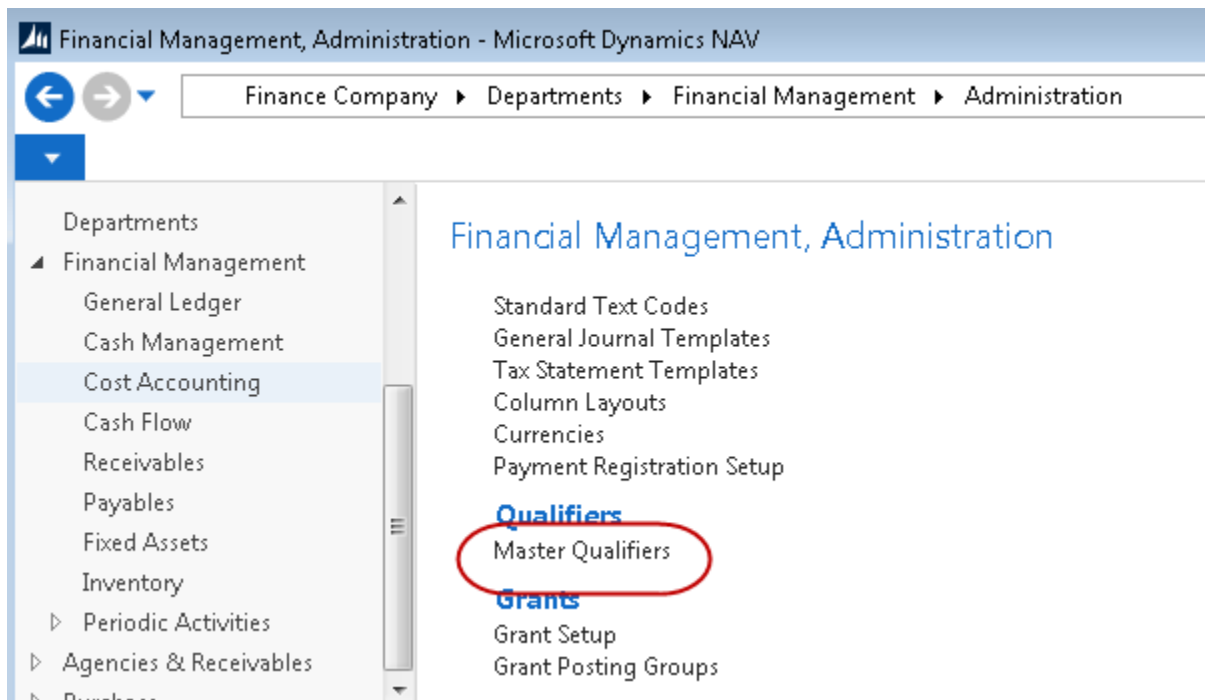 Financial Management, Administration - Microsoft Dynamics NAV
Finance Company ▸ Departments ▸ Financial Management ▸ Administration
Departments
Financial Management
General Ledger
Cash Management
Cost Accounting
Cash Flow
Receivables
Payables
Fixed Assets
Inventory
Periodic Activities
Agencies & Receivables
Purchase
Financial Management, Administration
Standard Text Codes
General Journal Templates
Tax Statement Templates
Column Layouts
Currencies
Payment Registration Setup
Qualifiers
Master Qualifiers
Grants
Grant Setup
Grant Posting Groups